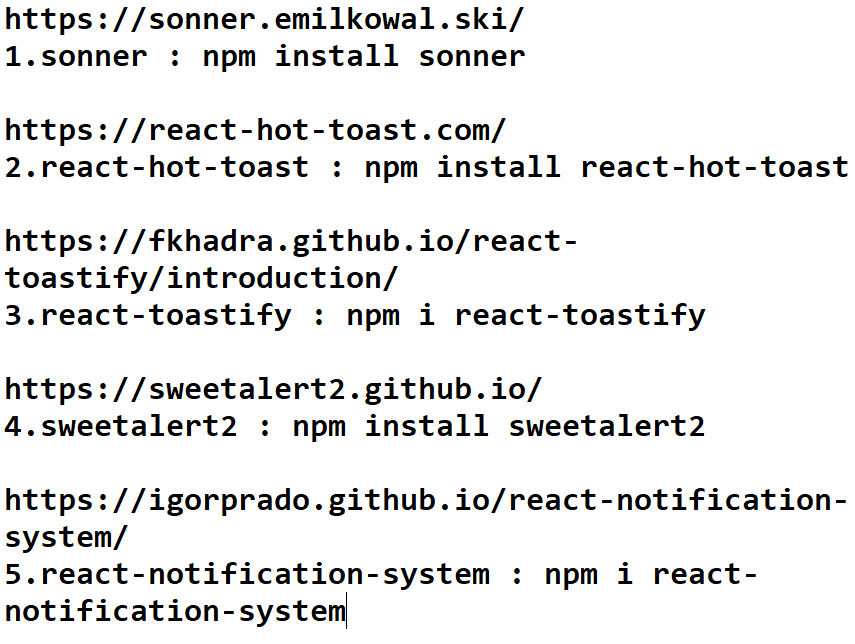 https://sonner.emilkowal.ski/
1.sonner : npm install sonner
https://react-hot-toast.com/
2.react-hot-toast : npm install react-hot-toast
https://fkhadra.github.io/react-
toastify/introduction/
3.react-toastify : npm i react-toastify
https://sweetalert2.github.io/
4.sweetalert2 : npm install sweetalert2
https://igorprado.github.io/react-notification-
system/
5.react-notification-system : npm i react-
notification-system